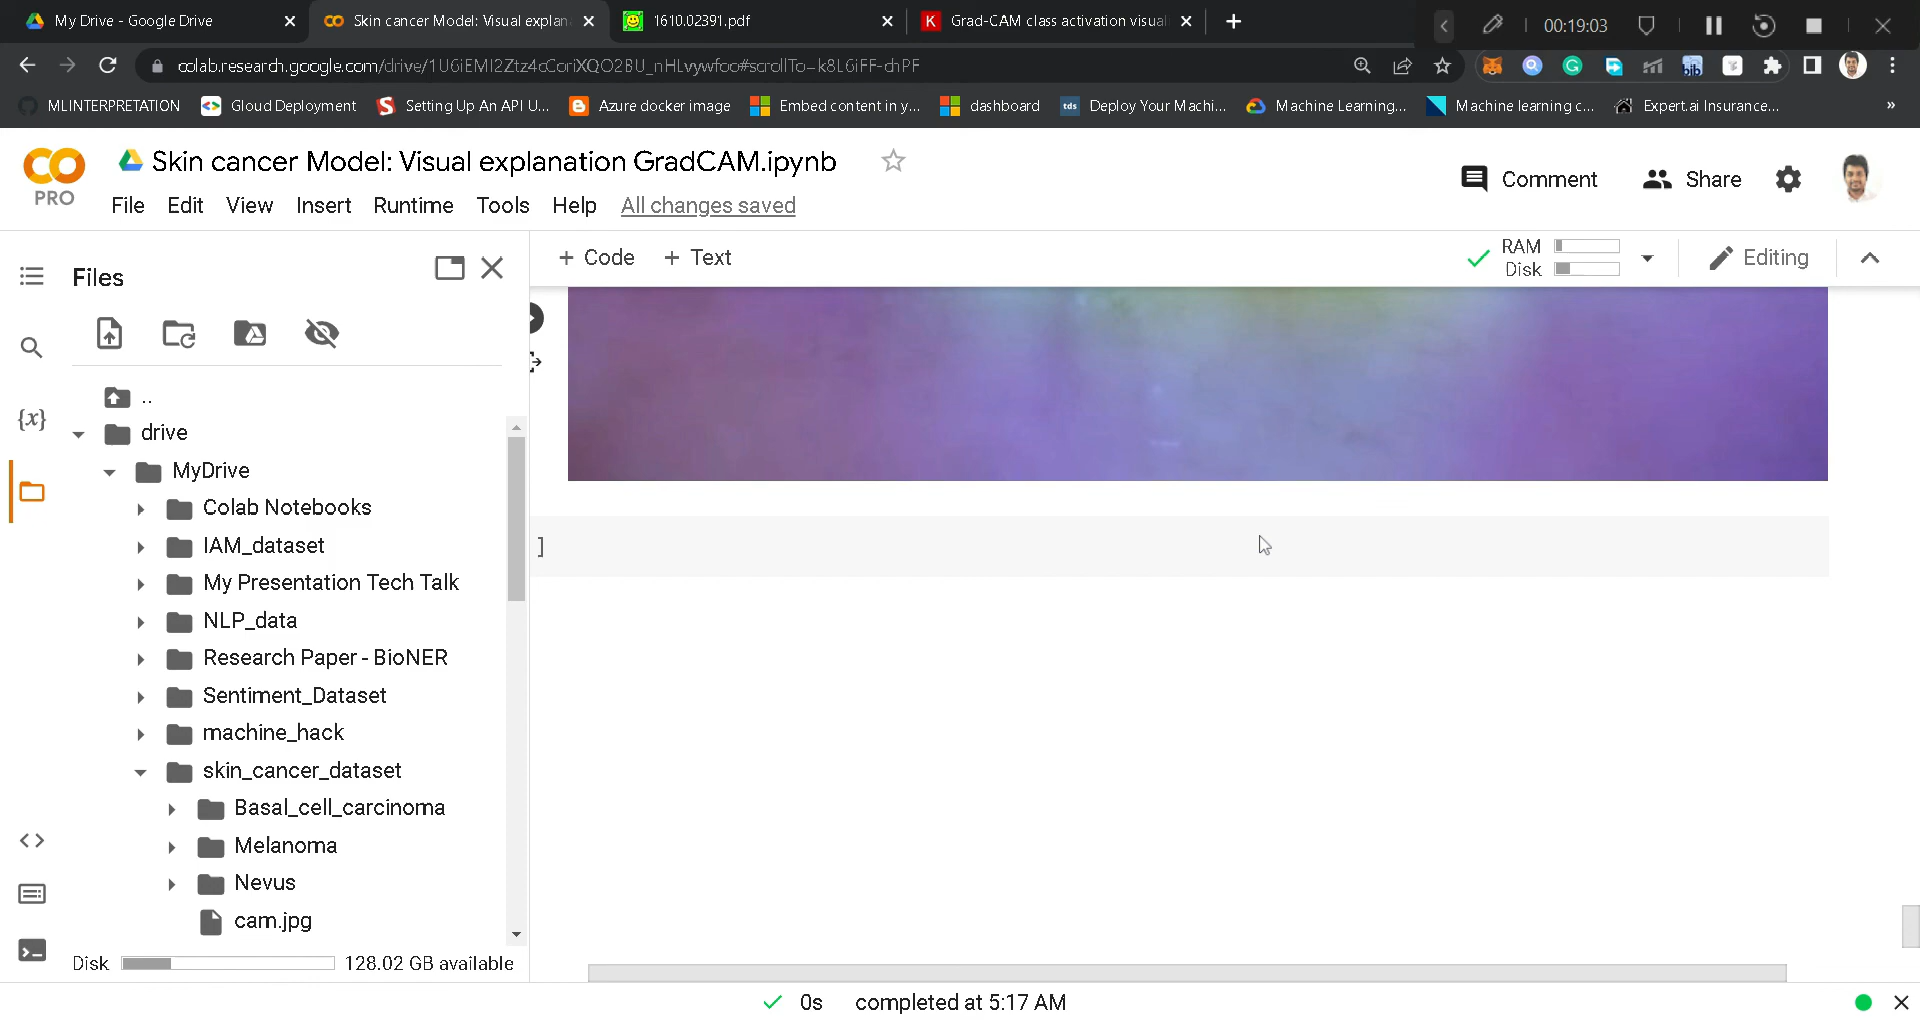 My Drive - Google Drive
Skin cancer Model: Visual explan
1610.02391.pdf
Grad-CAM class activation visual
00:19:03
colab.research.google.com/drive/1U6iEMI2Ztz4cCoriXQO2BU_nHLvywfoo#scrollTo=k8L6iFF-chPF
MLINTERPRETATION
Gloud Deployment
Setting Up An API U...
Azure docker image
Embed content in y...
dashboard
tds
Deploy Your Machi...
Machine Learning...
Machine learning c...
Expert.ai Insurance...
»
PRO
Skin cancer Model: Visual explanation GradCAM.ipynb
File Edit View Insert Runtime Tools Help All changes saved
Comment
Share
Files
+ Code + Text
RAM
Disk
Editing
{x}
..
drive
MyDrive
Colab Notebooks
IAM_dataset
My Presentation Tech Talk
NLP_data
Research Paper - BioNER
Sentiment_Dataset
machine_hack
skin_cancer_dataset
Basal_cell_carcinoma
Melanoma
Nevus
cam.jpg
Disk 128.02 GB available
]
0s completed at 5:17 AM